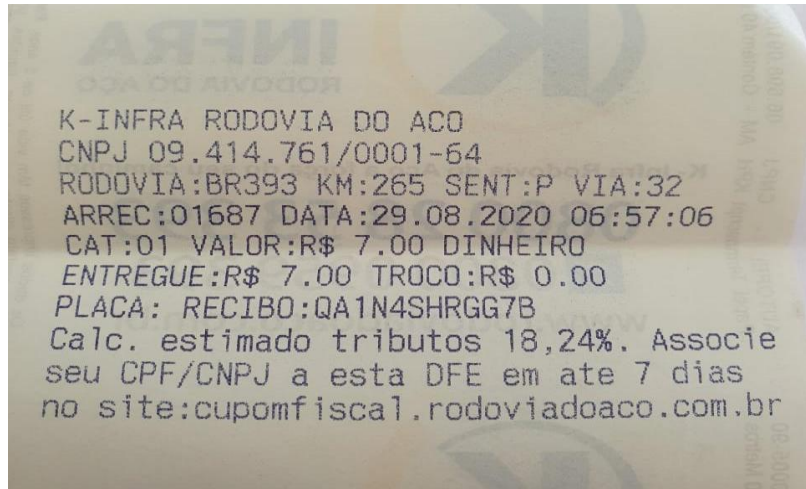 K-INFRA RODOVIA DO ACO
CNPJ 09.414.761/0001-64
RODOVIA:BR393 KM:265 SENT:P VIA:32
ARREC:01687 DATA:29.08.2020 06:57:06
CAT:01 VALOR:R$ 7.00 DINHEIRO
ENTREGUE:R$ 7.00 TROCO:R$ 0.00
PLACA: RECIBO:QA1N4SHRGG7B
Calc. estimado tributos 18,24%. Associe
seu CPF/CNPJ a esta DFE em ate 7 dias
no site:cupomfiscal.rodoviadoaco.com.br